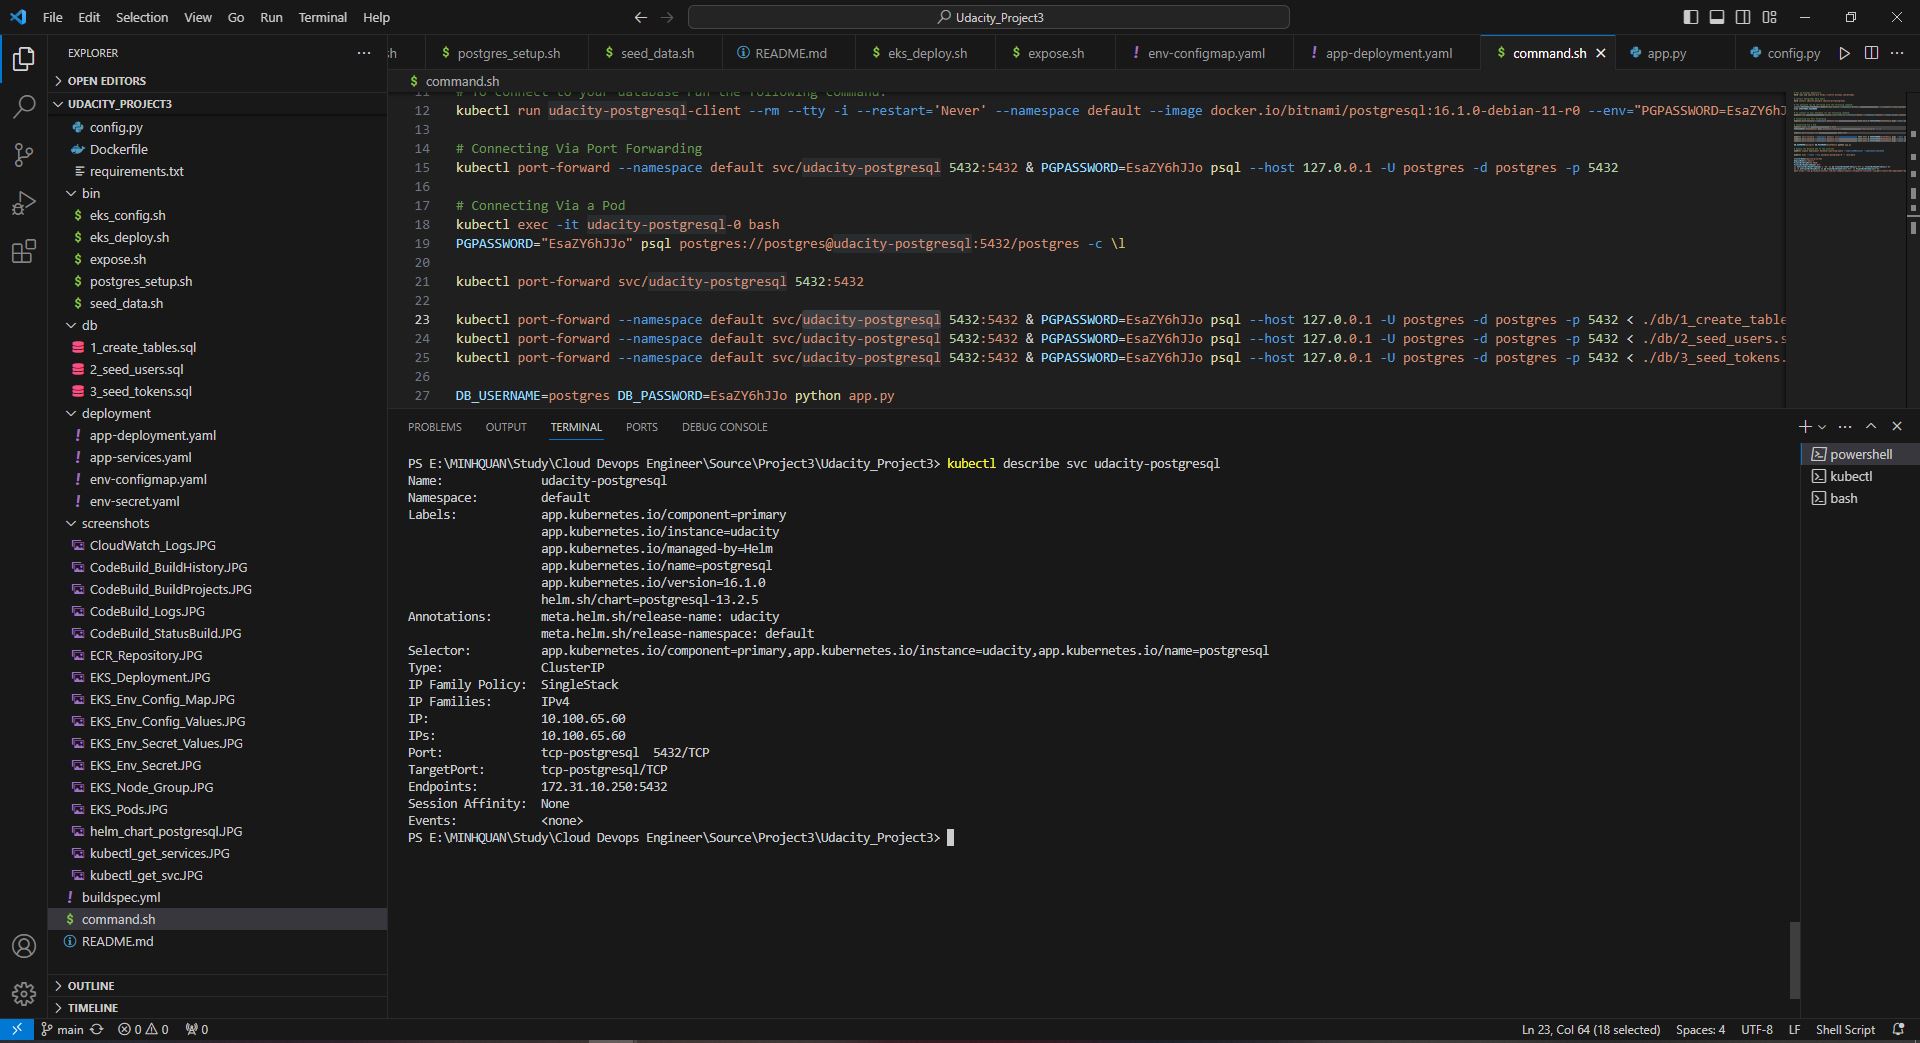 File Edit Selection View Go Run Terminal Help
Udacity_Project3
EXPLORER
OPEN EDITORS
UDACITY_PROJECT3
config.py
Dockerfile
requirements.txt
bin
eks_config.sh
eks_deploy.sh
expose.sh
postgres_setup.sh
seed_data.sh
db
1_create_tables.sql
2_seed_users.sql
3_seed_tokens.sql
deployment
app-deployment.yaml
app-services.yaml
env-configmap.yaml
env-secret.yaml
screenshots
CloudWatch_Logs.JPG
CodeBuild_BuildHistory.JPG
CodeBuild_BuildProjects.JPG
CodeBuild_Logs.JPG
CodeBuild_StatusBuild.JPG
ECR_Repository.JPG
EKS_Deployment.JPG
EKS_Env_Config_Map.JPG
EKS_Env_Config_Values.JPG
EKS_Env_Secret_Values.JPG
EKS_Env_Secret.JPG
EKS_Node_Group.JPG
EKS_Pods.JPG
helm_chart_postgresql.JPG
kubectl_get_services.JPG
kubectl_get_svc.JPG
buildspec.yml
command.sh
README.md
OUTLINE
TIMELINE
sh postgres_setup.sh seed_data.sh README.md eks_deploy.sh expose.sh env-configmap.yaml app-deployment.yaml command.sh app.py config.py
command.sh
11 # To connect to your database run the following command:
12 kubectl run udacity-postgresql-client --rm --tty -i --restart='Never' --namespace default --image docker.io/bitnami/postgresql:16.1.0-debian-11-r0 --env="PGPASSWORD=EsaZY6hJ
13
14 # Connecting Via Port Forwarding
15 kubectl port-forward --namespace default svc/udacity-postgresql 5432:5432 & PGPASSWORD=EsaZY6hJJo psql --host 127.0.0.1 -U postgres -d postgres -p 5432
16
17 # Connecting Via a Pod
18 kubectl exec -it udacity-postgresql-0 bash
19 PGPASSWORD="EsaZY6hJJo" psql postgres://postgres@udacity-postgresql:5432/postgres -c \l
20
21 kubectl port-forward svc/udacity-postgresql 5432:5432
22
23 kubectl port-forward --namespace default svc/udacity-postgresql 5432:5432 & PGPASSWORD=EsaZY6hJJo psql --host 127.0.0.1 -U postgres -d postgres -p 5432 < ./db/1_create_table
24 kubectl port-forward --namespace default svc/udacity-postgresql 5432:5432 & PGPASSWORD=EsaZY6hJJo psql --host 127.0.0.1 -U postgres -d postgres -p 5432 < ./db/2_seed_users.s
25 kubectl port-forward --namespace default svc/udacity-postgresql 5432:5432 & PGPASSWORD=EsaZY6hJJo psql --host 127.0.0.1 -U postgres -d postgres -p 5432 < ./db/3_seed_tokens.
26
27 DB_USERNAME=postgres DB_PASSWORD=EsaZY6hJJo python app.py
PROBLEMS OUTPUT TERMINAL PORTS DEBUG CONSOLE
powershell
kubectl
bash
PS E:\MINHQUAN\Study\Cloud Devops Engineer\Source\Project3\Udacity_Project3> kubectl describe svc udacity-postgresql
Name: udacity-postgresql
Namespace: default
Labels: app.kubernetes.io/component=primary
app.kubernetes.io/instance=udacity
app.kubernetes.io/managed-by=Helm
app.kubernetes.io/name=postgresql
app.kubernetes.io/version=16.1.0
helm.sh/chart=postgresql-13.2.5
Annotations: meta.helm.sh/release-name: udacity
meta.helm.sh/release-namespace: default
Selector: app.kubernetes.io/component=primary,app.kubernetes.io/instance=udacity,app.kubernetes.io/name=postgresql
Type: ClusterIP
IP Family Policy: SingleStack
IP Families: IPv4
IP: 10.100.65.60
IPs: 10.100.65.60
Port: tcp-postgresql 5432/TCP
TargetPort: tcp-postgresql/TCP
Endpoints: 172.31.10.250:5432
Session Affinity: None
Events: <none>
PS E:\MINHQUAN\Study\Cloud Devops Engineer\Source\Project3\Udacity_Project3>
main 0 0 0 Ln 23, Col 64 (18 selected) Spaces: 4 UTF-8 LF Shell Script